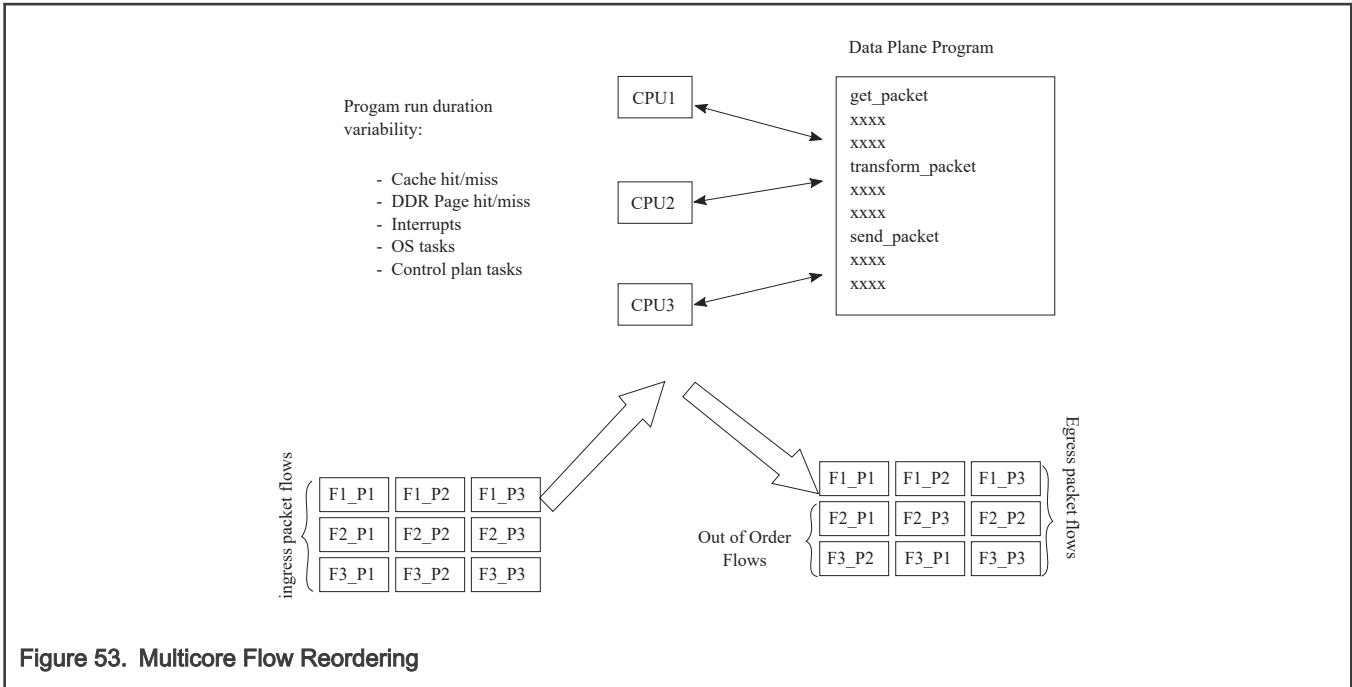 Data Plane Program
Progam run duration
variability:
- Cache hit/miss
- DDR Page hit/miss
- Interrupts
- OS tasks
- Control plan tasks
CPU1
CPU2
CPU3
get_packet
xxxx
xxxx
transform_packet
xxxx
xxxx
send_packet
xxxx
xxxx
ingress packet flows
F1_P1 F1_P2 F1_P3
F2_P1 F2_P2 F2_P3
F3_P1 F3_P2 F3_P3
Out of Order
Flows
F1_P1 F1_P2 F1_P3
F2_P1 F2_P3 F2_P2
F3_P2 F3_P1 F3_P3
Egress packet flows
Figure 53. Multicore Flow Reordering